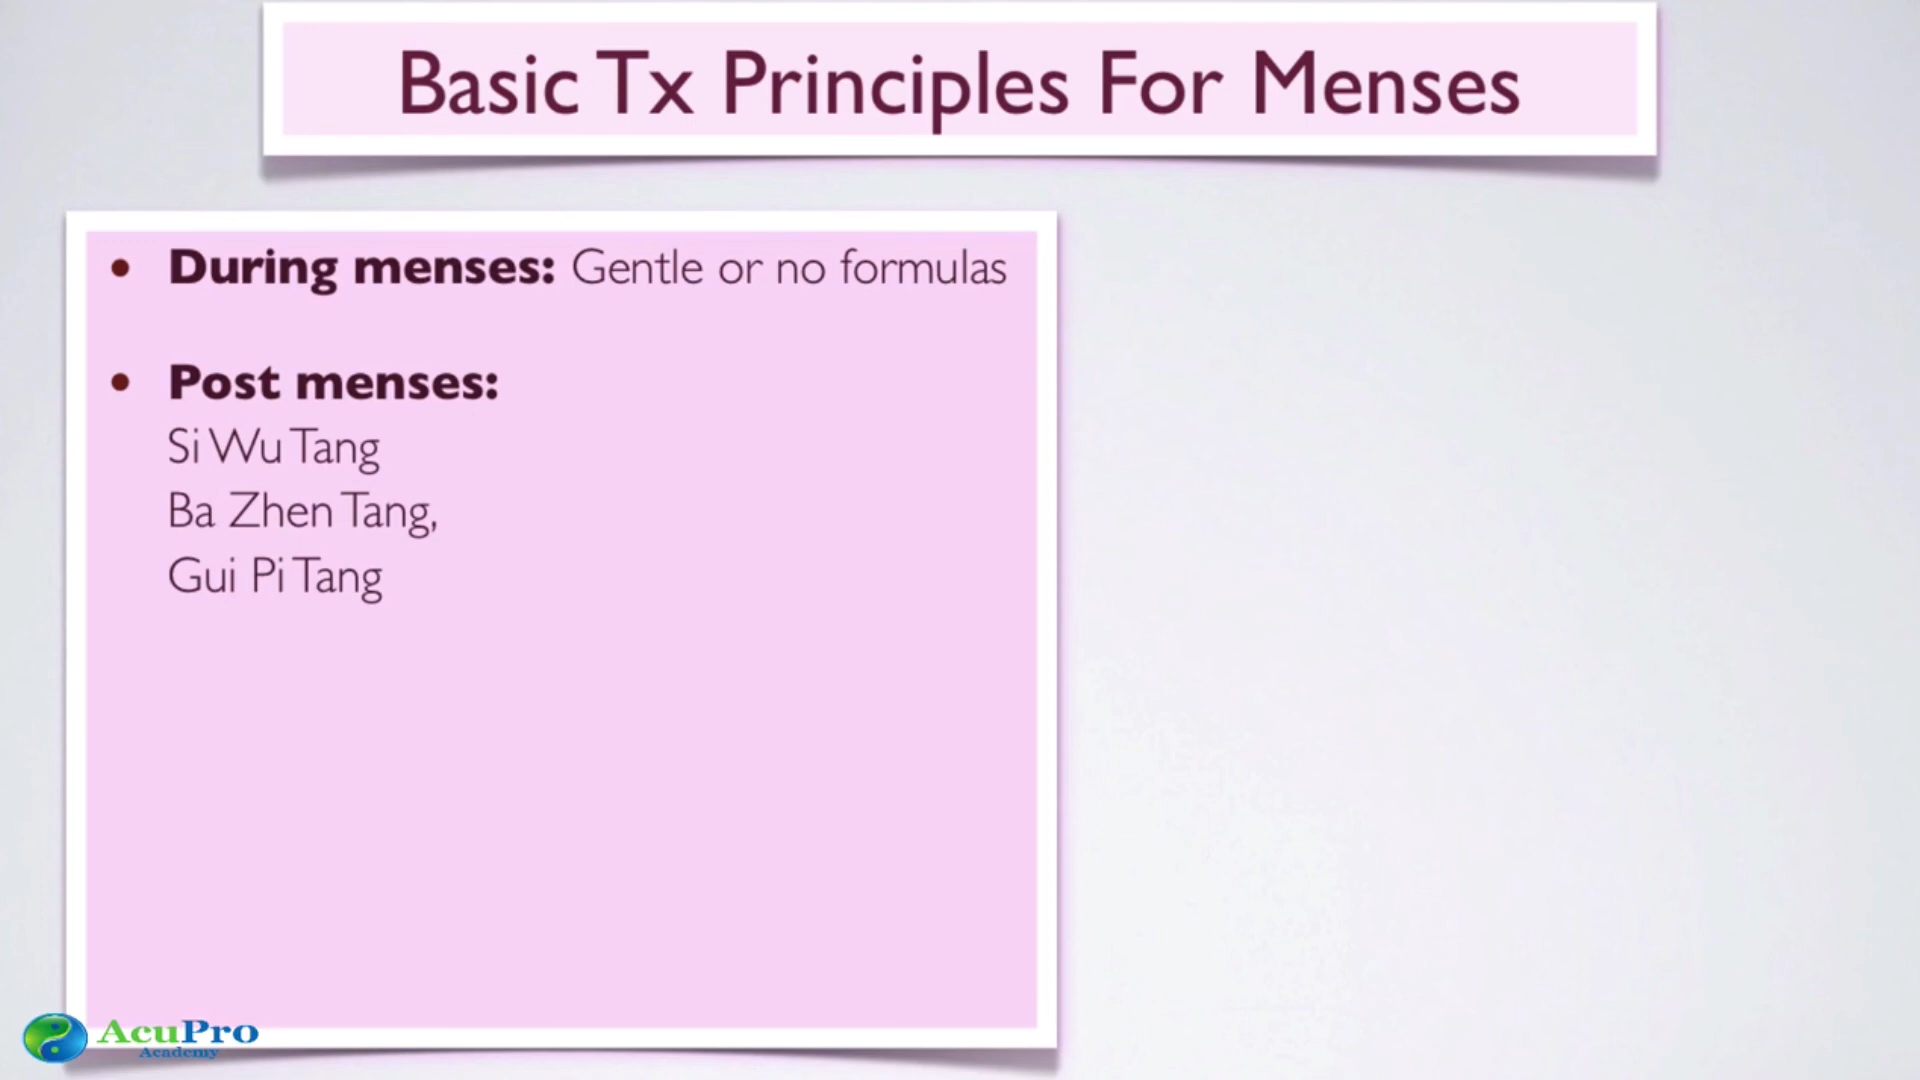 Basic Tx Principles For Menses
• During menses: Gentle or no formulas
• Post menses:
Si Wu Tang
Ba Zhen Tang,
Gui Pi Tang
AcuPro
Academy